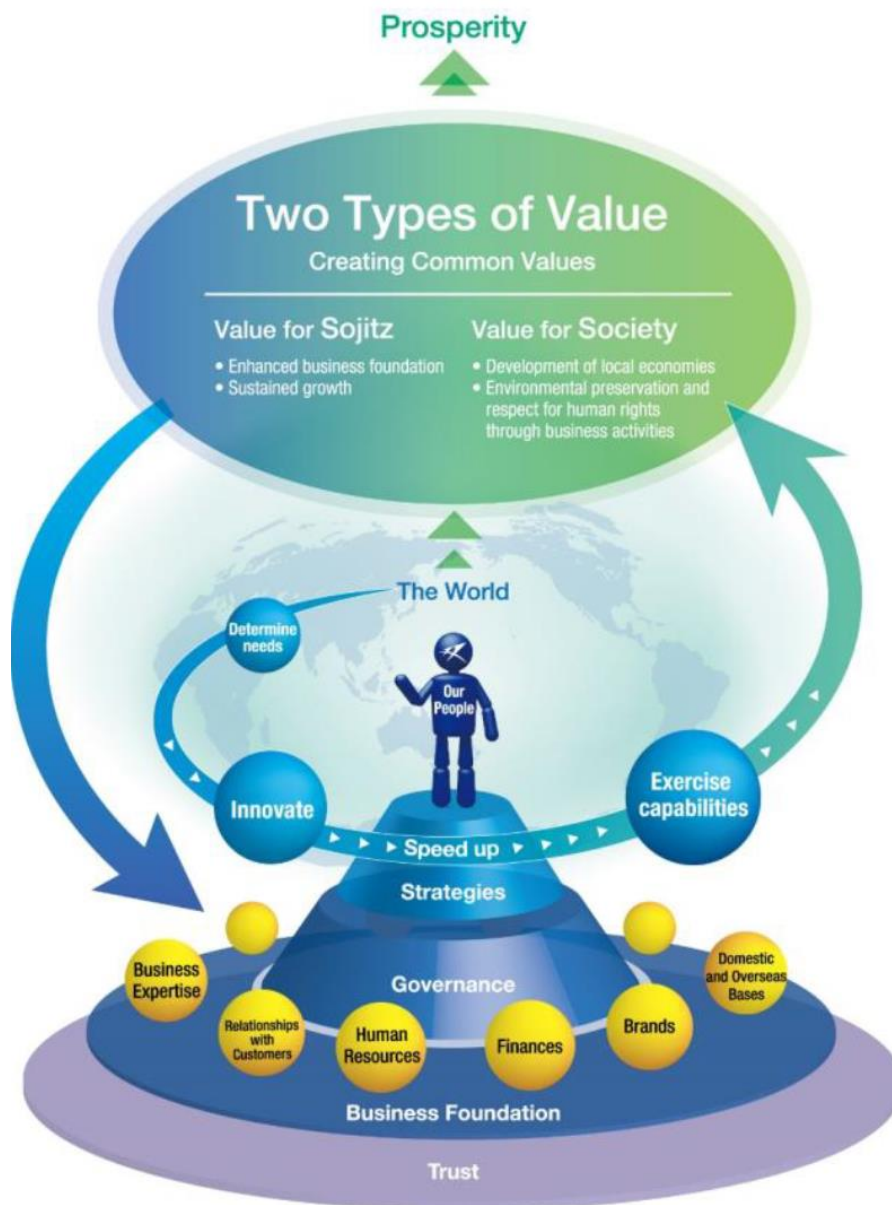 Prosperity
Two Types of Value
Creating Common Values
Value for Sojitz
• Enhanced business foundation
• Sustained growth
Value for Society
• Development of local economies
• Environmental preservation and
respect for human rights
through business activities
The World
Determine
needs
Our
People
Innovate
Exercise
capabilities
Speed up
Strategies
Governance
Business
Expertise
Relationships
with
Customers
Human
Resources
Finances
Brands
Domestic
and Overseas
Bases
Business Foundation
Trust